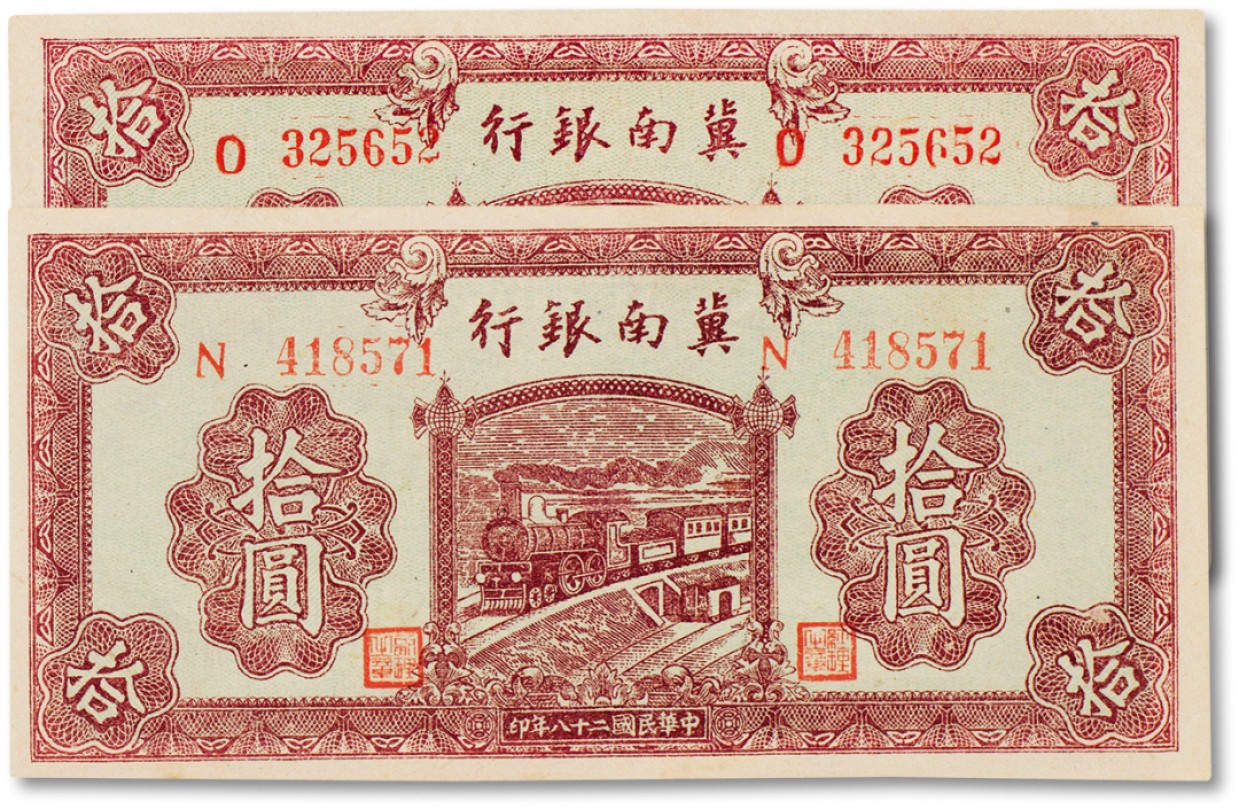 拾 冀南銀行 拾
O 325652 O 325652
拾 冀南銀行 拾
N 418571 N 418571
拾圓 拾圓
拾 拾
中華民國二十八年印